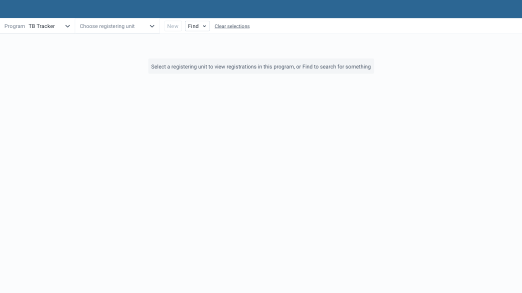 Program TB Tracker Choose registering unit New Find Clear selections
Select a registering unit to view registrations in this program, or Find to search for something